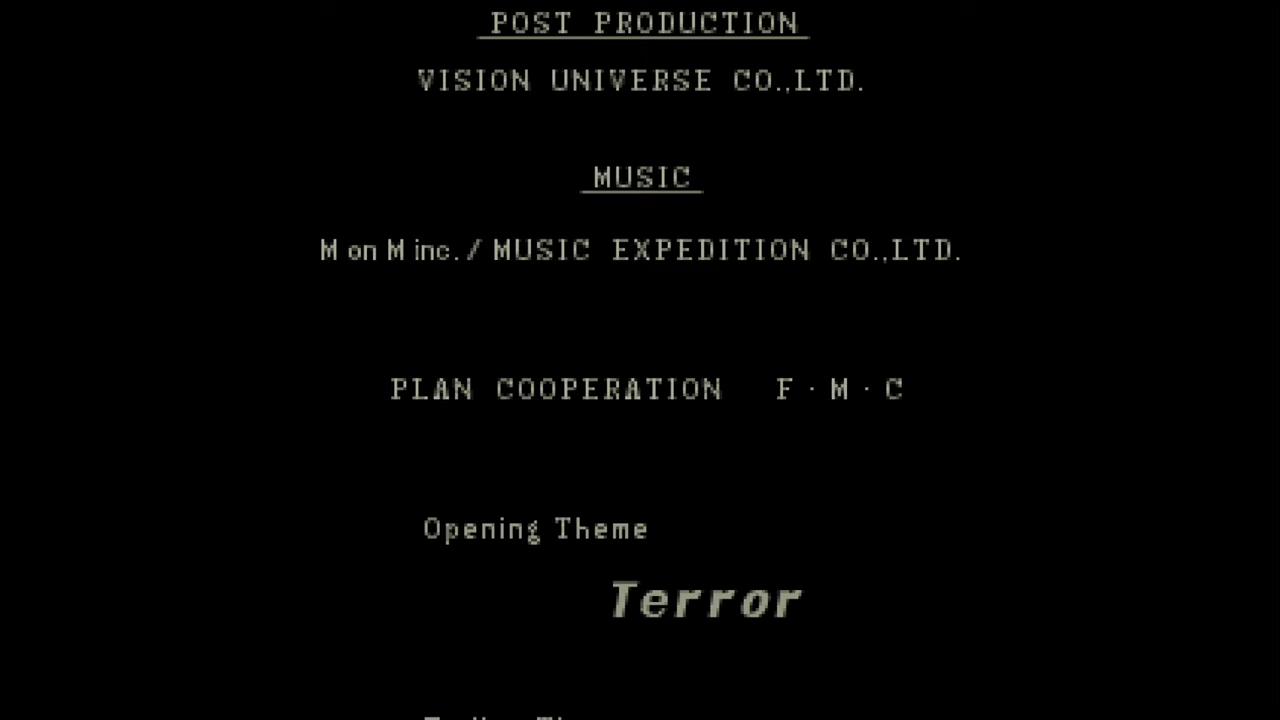 POST PRODUCTION
VISION UNIVERSE CO.,LTD.
MUSIC
M on M inc. / MUSIC EXPEDITION CO.,LTD.
PLAN COOPERATION F · M · C
Opening Theme
Terror